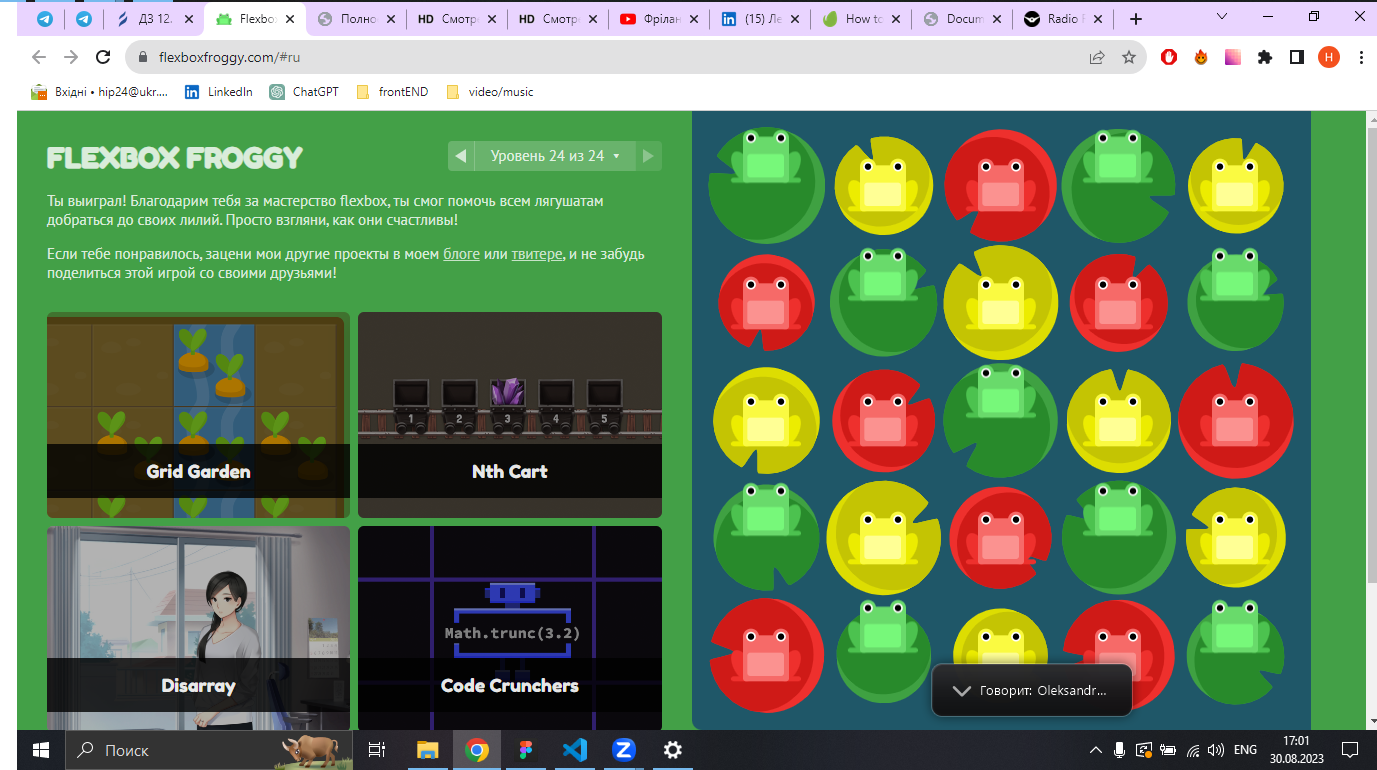 ДЗ 12.
Flexbo
Полно
HD Смотр
HD Смотр
Фрілан
(15) Ле
How to
Docum
Radio
flexboxfroggy.com/#ru
H
Вхідні • hip24@ukr....
LinkedIn
ChatGPT
frontEND
video/music
FLEXBOX FROGGY
Уровень 24 из 24
Ты выиграл! Благодарим тебя за мастерство flexbox, ты смог помочь всем лягушатам
добраться до своих лилий. Просто взгляни, как они счастливы!
Если тебе понравилось, зацени мои другие проекты в моем блоге или твитере, и не забудь
поделиться этой игрой со своими друзьями!
1 2 3 4 5
Grid Garden
Nth Cart
Math.trunc(3.2)
Disarray
Code Crunchers
Говорит: Oleksandr...
Поиск
ENG
17:01
30.08.2023